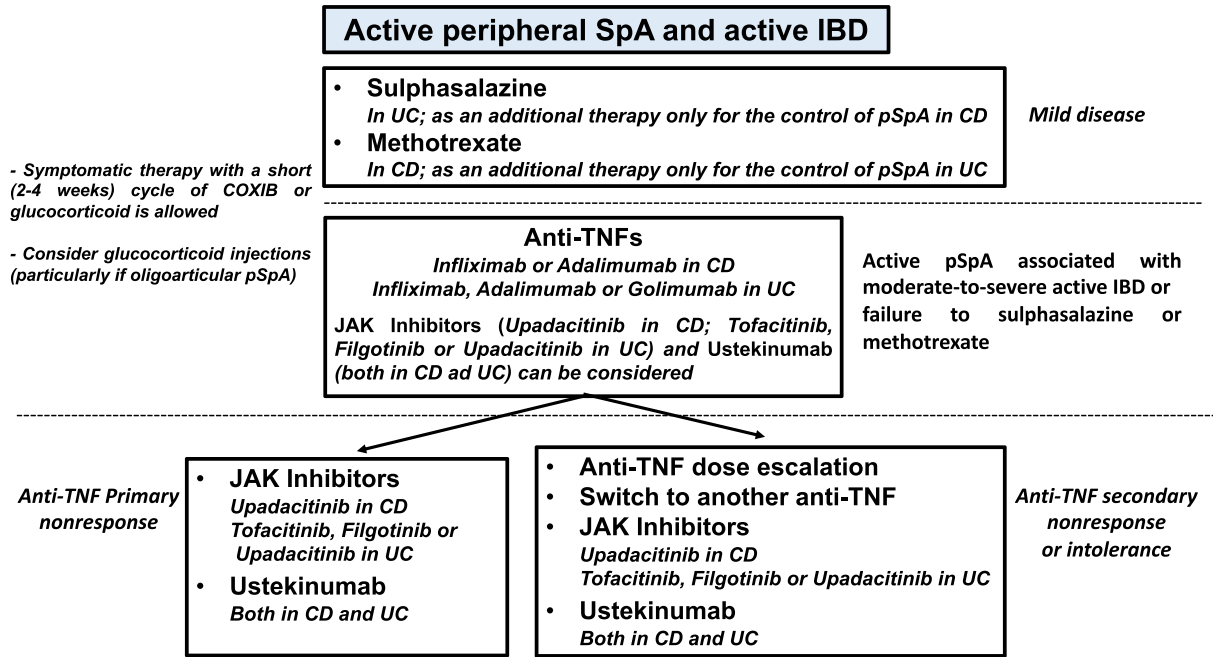 Active peripheral SpA and active IBD
• Sulphasalazine
In UC; as an additional therapy only for the control of pSpA in CD
• Methotrexate
In CD; as an additional therapy only for the control of pSpA in UC
Mild disease
- Symptomatic therapy with a short
(2-4 weeks) cycle of COXIB or
glucocorticoid is allowed
- Consider glucocorticoid injections
(particularly if oligoarticular pSpA)
Anti-TNFs
Infliximab or Adalimumab in CD
Infliximab, Adalimumab or Golimumab in UC
JAK Inhibitors (Upadacitinib in CD; Tofacitinib,
Filgotinib or Upadacitinib in UC) and Ustekinumab
(both in CD ad UC) can be considered
Active pSpA associated with
moderate-to-severe active IBD or
failure to sulphasalazine or
methotrexate
Anti-TNF Primary
nonresponse
• JAK Inhibitors
Upadacitinib in CD
Tofacitinib, Filgotinib or
Upadacitinib in UC
• Ustekinumab
Both in CD and UC
• Anti-TNF dose escalation
• Switch to another anti-TNF
• JAK Inhibitors
Upadacitinib in CD
Tofacitinib, Filgotinib or Upadacitinib in UC
• Ustekinumab
Both in CD and UC
Anti-TNF secondary
nonresponse
or intolerance